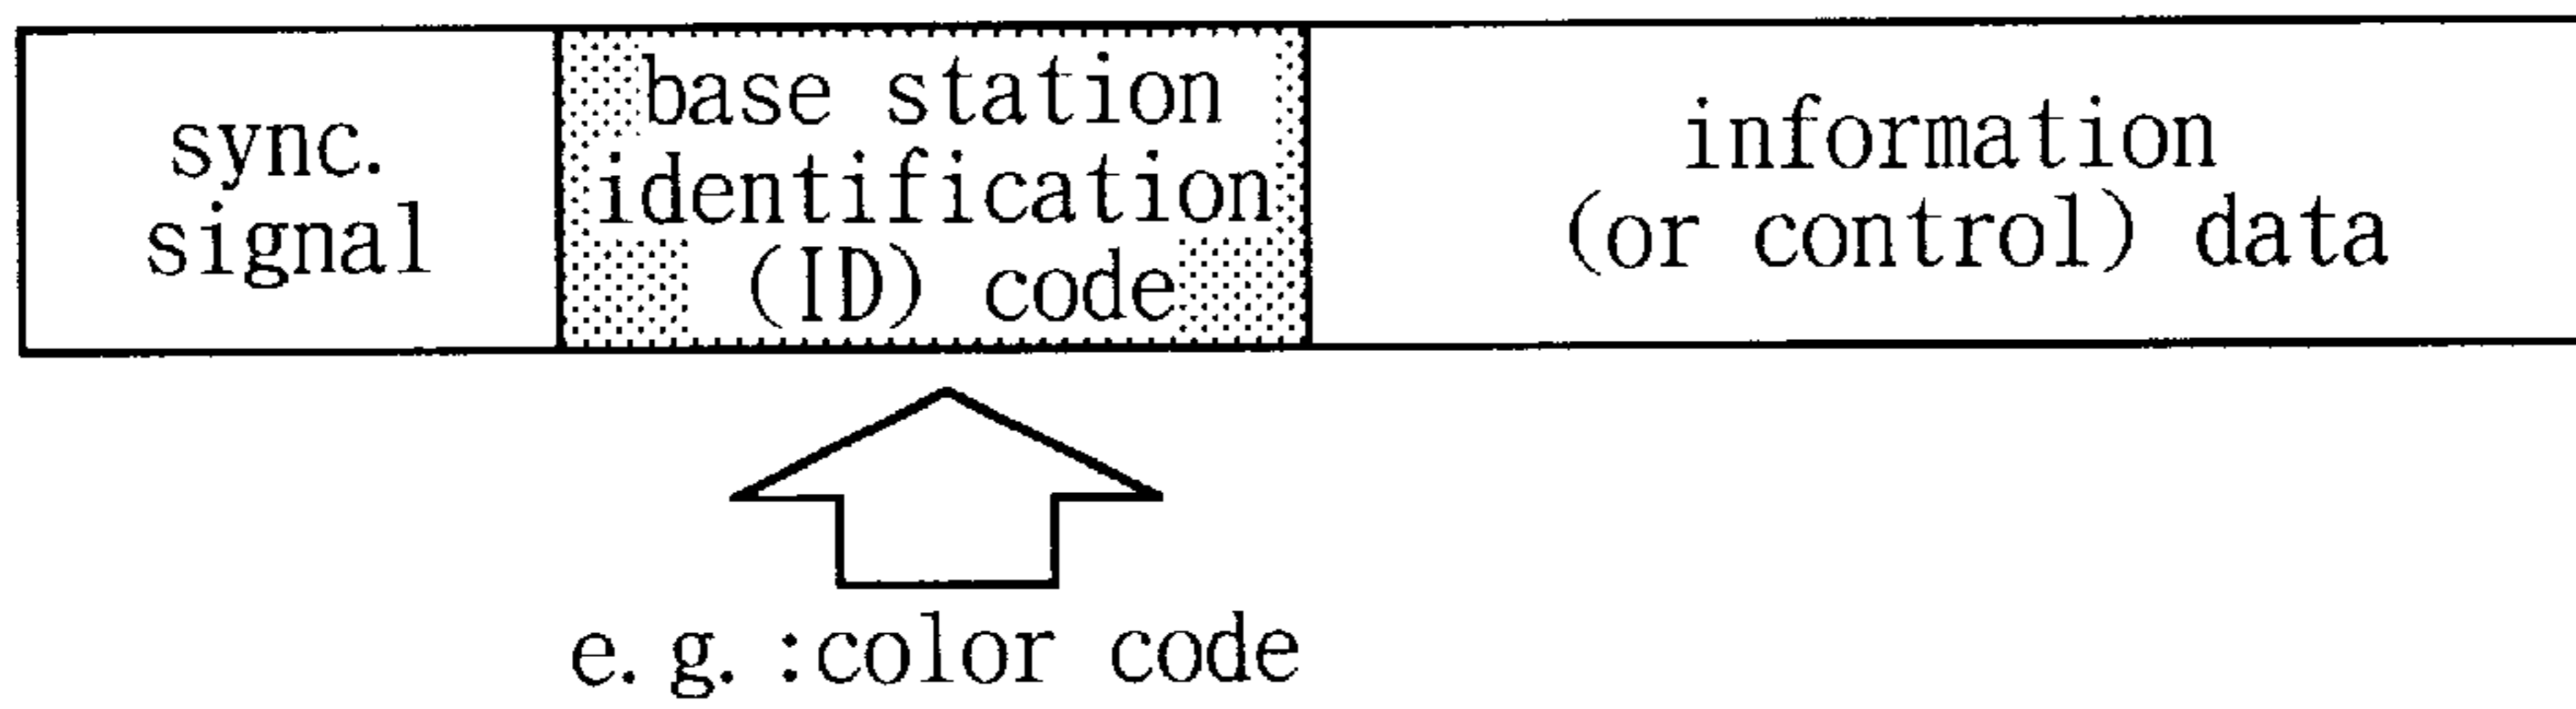 sync.
signal
base station
identification
(ID) code
information
(or control) data
e.g.:color code